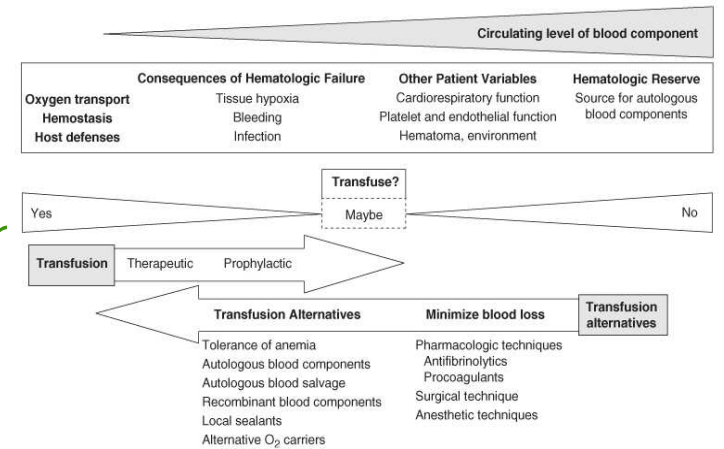 Circulating level of blood component
Consequences of Hematologic Failure Other Patient Variables Hematologic Reserve
Oxygen transport Tissue hypoxia Cardiorespiratory function Source for autologous
Hemostasis Bleeding Platelet and endothelial function blood components
Host defenses Infection Hematoma, environment
Transfuse?
Yes Maybe No
Transfusion Therapeutic Prophylactic
Transfusion Alternatives Minimize blood loss Transfusion
alternatives
Tolerance of anemia Pharmacologic techniques
Autologous blood components Antifibrinolytics
Autologous blood salvage Procoagulants
Recombinant blood components Surgical technique
Local sealants Anesthetic techniques
Alternative O₂ carriers